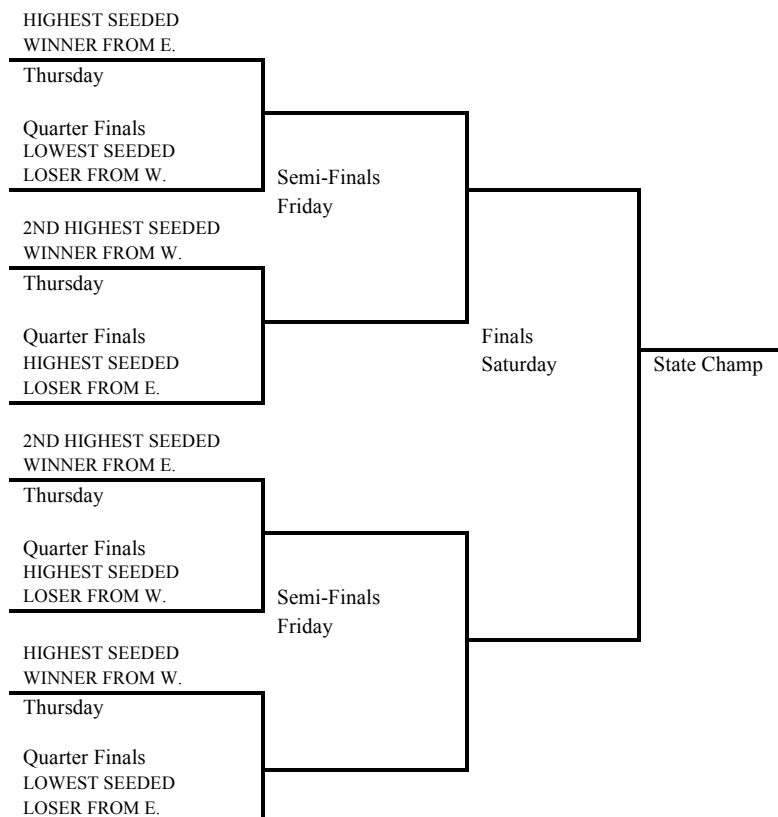 HIGHEST SEEDED
WINNER FROM E.
Thursday
Quarter Finals
LOWEST SEEDED
LOSER FROM W.
Semi-Finals
Friday
2ND HIGHEST SEEDED
WINNER FROM W.
Thursday
Quarter Finals
HIGHEST SEEDED
LOSER FROM E.
Finals
Saturday
State Champ
2ND HIGHEST SEEDED
WINNER FROM E.
Thursday
Quarter Finals
HIGHEST SEEDED
LOSER FROM W.
Semi-Finals
Friday
HIGHEST SEEDED
WINNER FROM W.
Thursday
Quarter Finals
LOWEST SEEDED
LOSER FROM E.